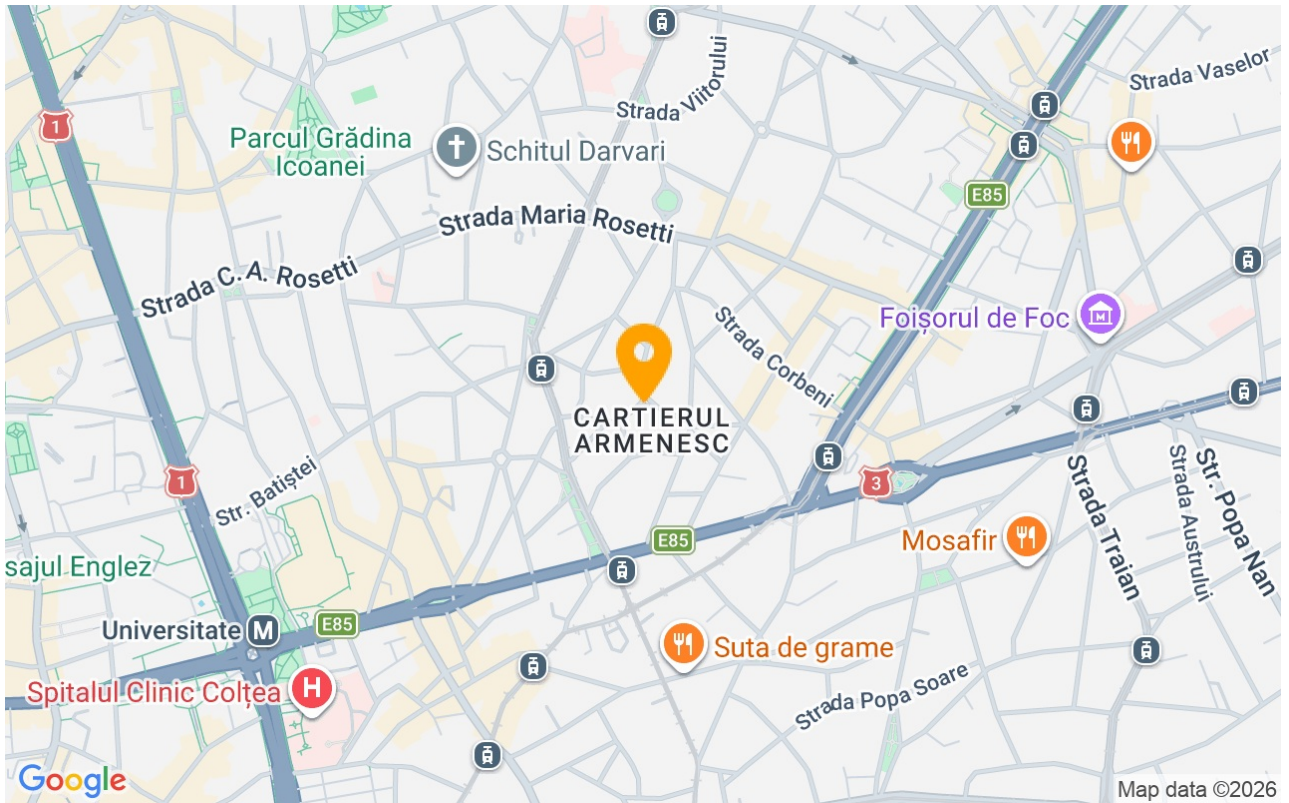 Strada Vaselor
Strada Viitorului
1
Parcul Grădina
Icoanei
Schitul Darvari
E85
Strada Maria Rosetti
Strada C. A. Rosetti
Foișorul de Foc
M
Strada Corbeni
CARTIERUL
ARMENESC
1
3
Str. Batiștei
Strada Traian
Strada Austrului
Str. Popa Nan
E85
Mosafir
sajul Englez
Universitate
M
E85
Suta de grame
Spitalul Clinic Colțea
H
Strada Popa Soare
Google
Map data ©2026